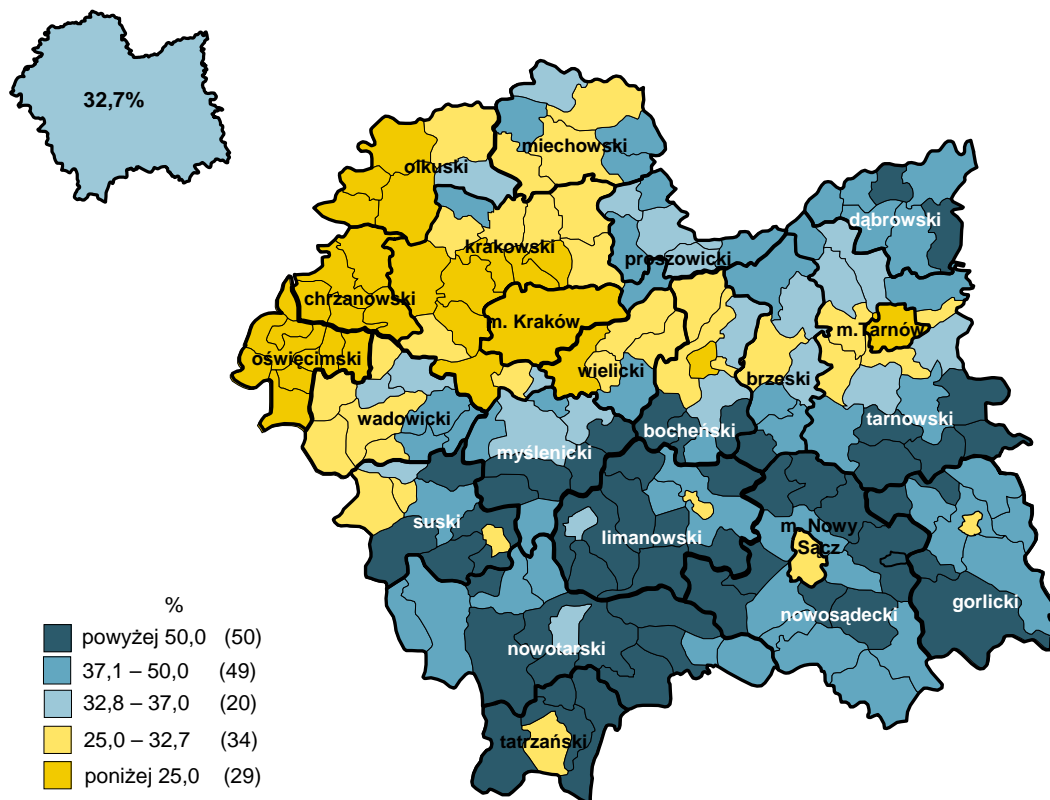 32,7%
olkuski
miechowski
dąbrowski
krakowski
proszowicki
chrzanowski
m. Kraków
m.Tarnów
oświęcimski
wielicki
brzeski
wadowicki
bocheński
tarnowski
myślenicki
suski
limanowski
m. Nowy
Sącz
gorlicki
nowosądecki
nowotarski
tatrzański
%
powyżej 50,0 (50)
37,1 – 50,0 (49)
32,8 – 37,0 (20)
25,0 – 32,7 (34)
poniżej 25,0 (29)